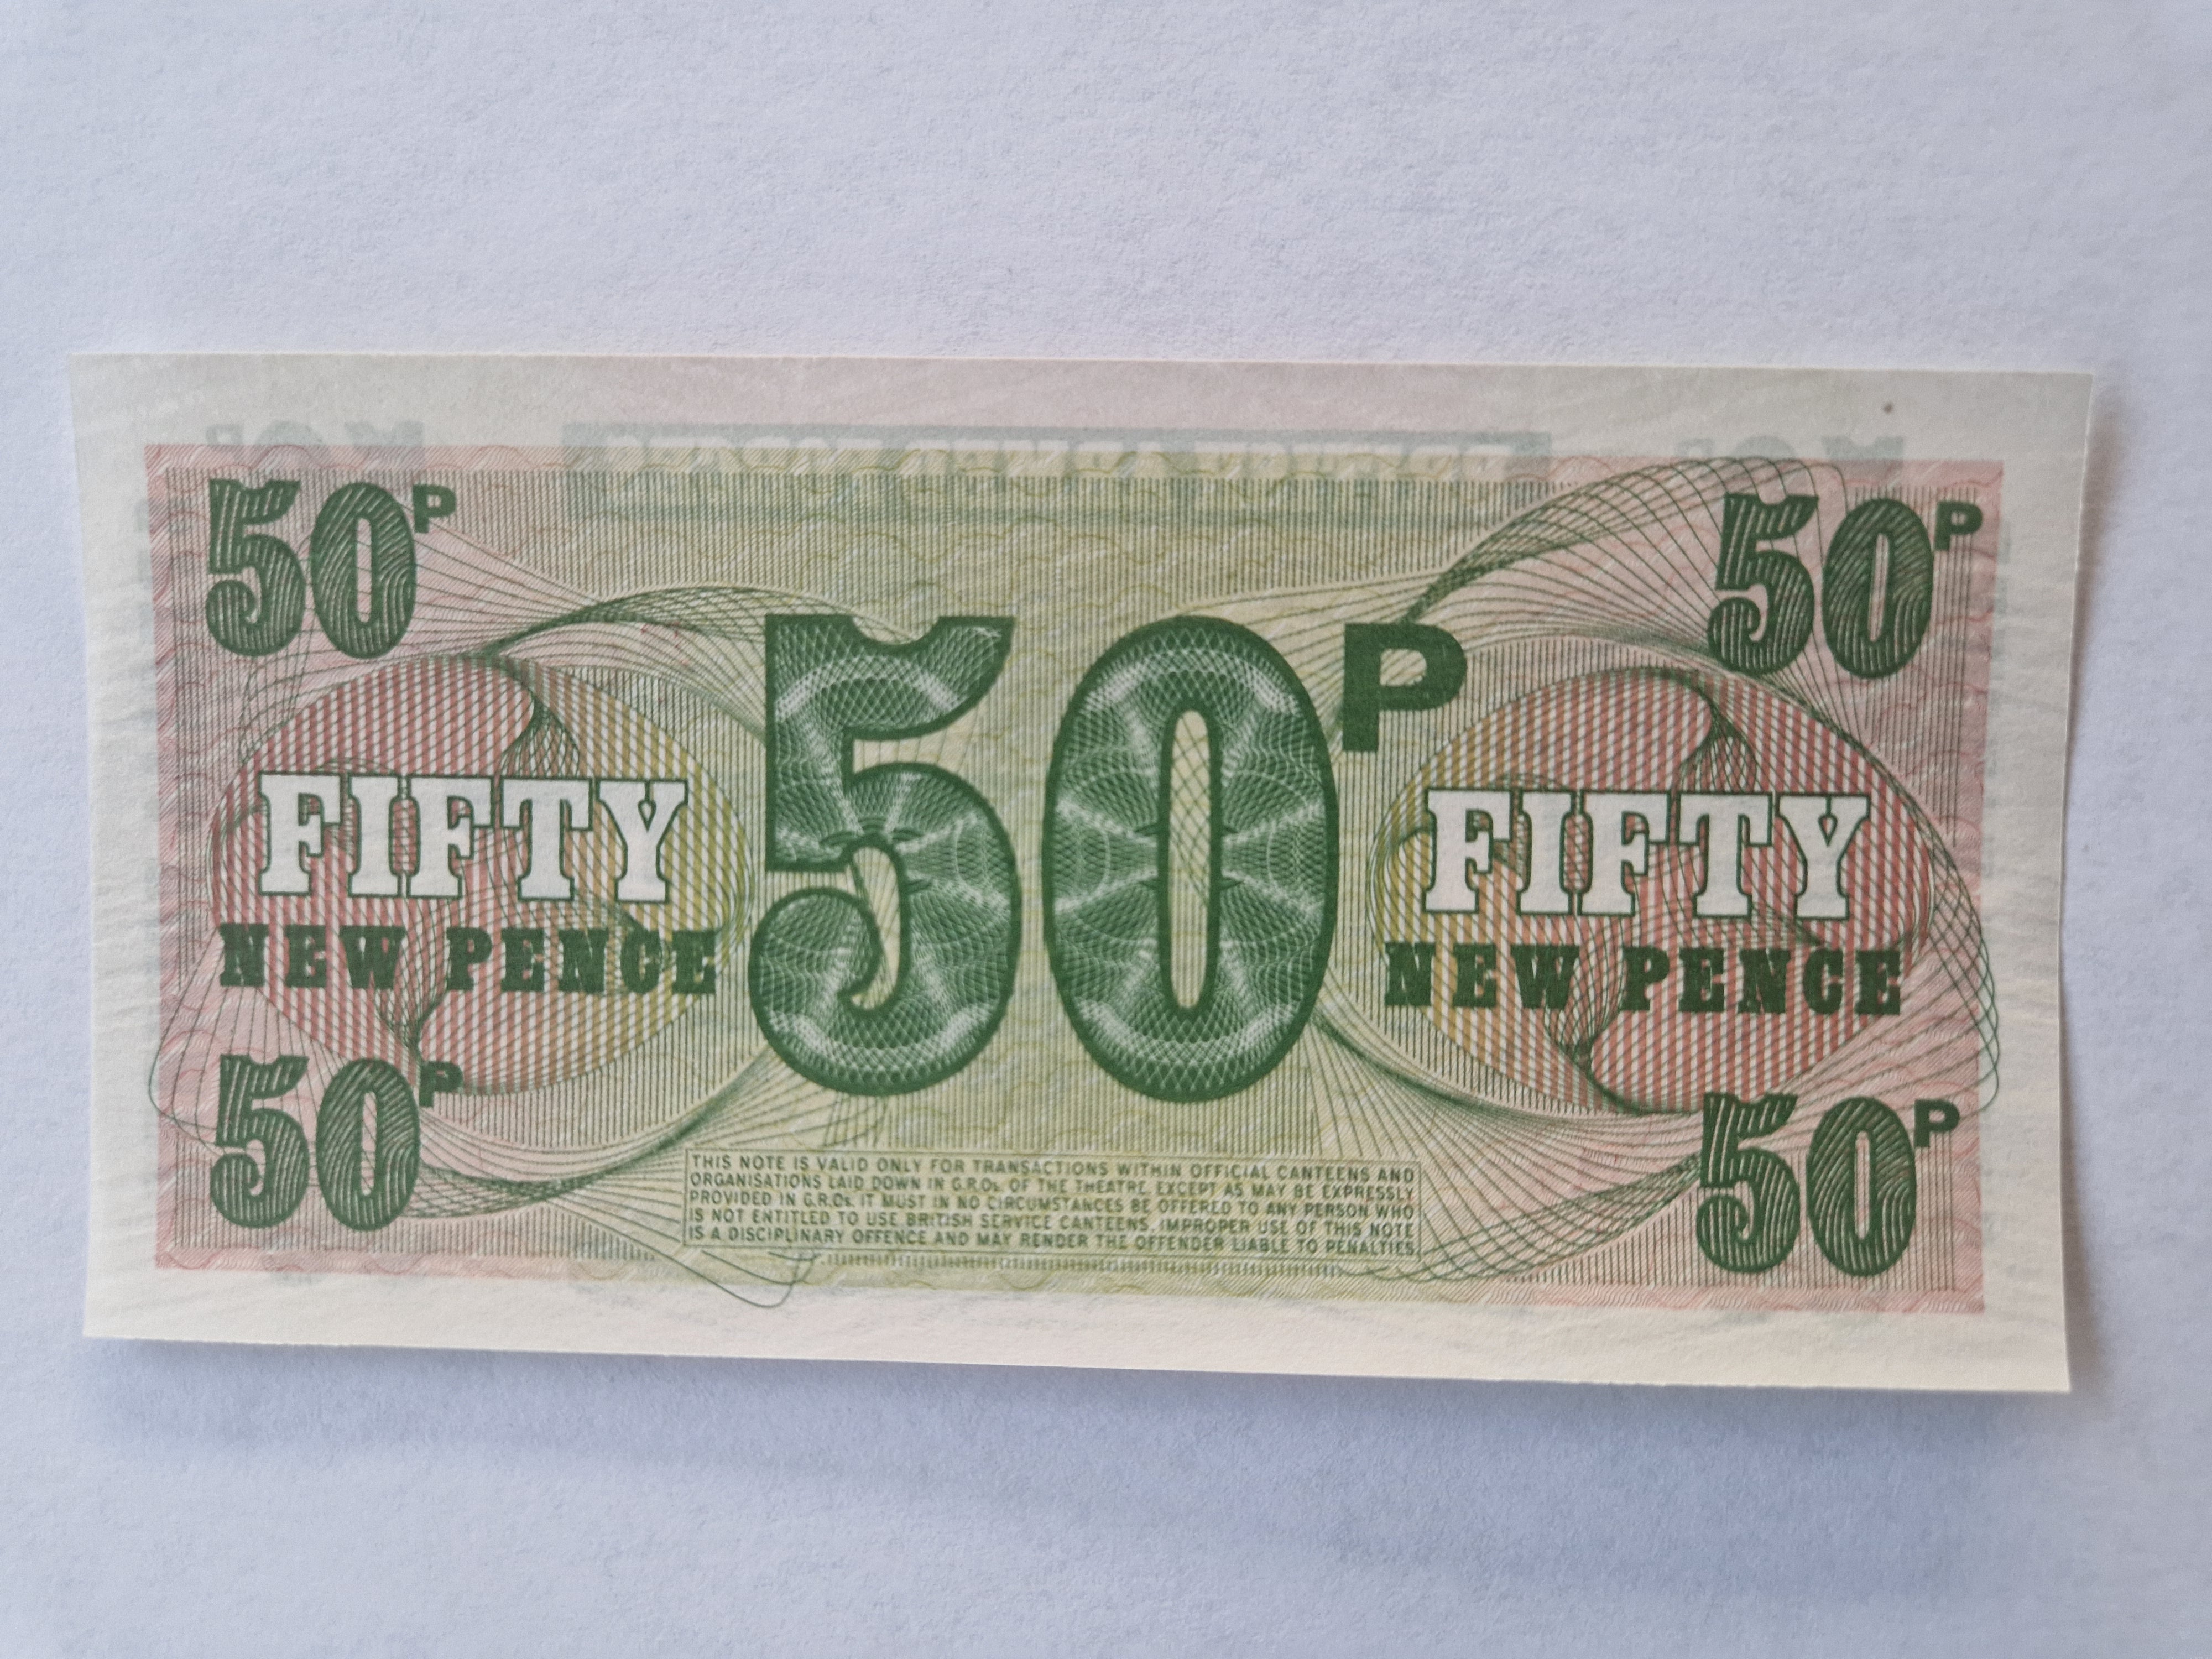 50P 50P
50P
FIFTY FIFTY
NEW PENCE NEW PENCE
50P 50P
THIS NOTE IS VALID ONLY FOR TRANSACTIONS WITHIN OFFICIAL CANTEENS AND
ORGANISATIONS LAID DOWN IN G.R.Os. OF THE THEATRE. EXCEPT AS MAY BE EXPRESSLY
PROVIDED IN G.R.Os. IT MUST IN NO CIRCUMSTANCES BE OFFERED TO ANY PERSON WHO
IS NOT ENTITLED TO USE BRITISH SERVICE CANTEENS. IMPROPER USE OF THIS NOTE
IS A DISCIPLINARY OFFENCE AND MAY RENDER THE OFFENDER LIABLE TO PENALTIES.